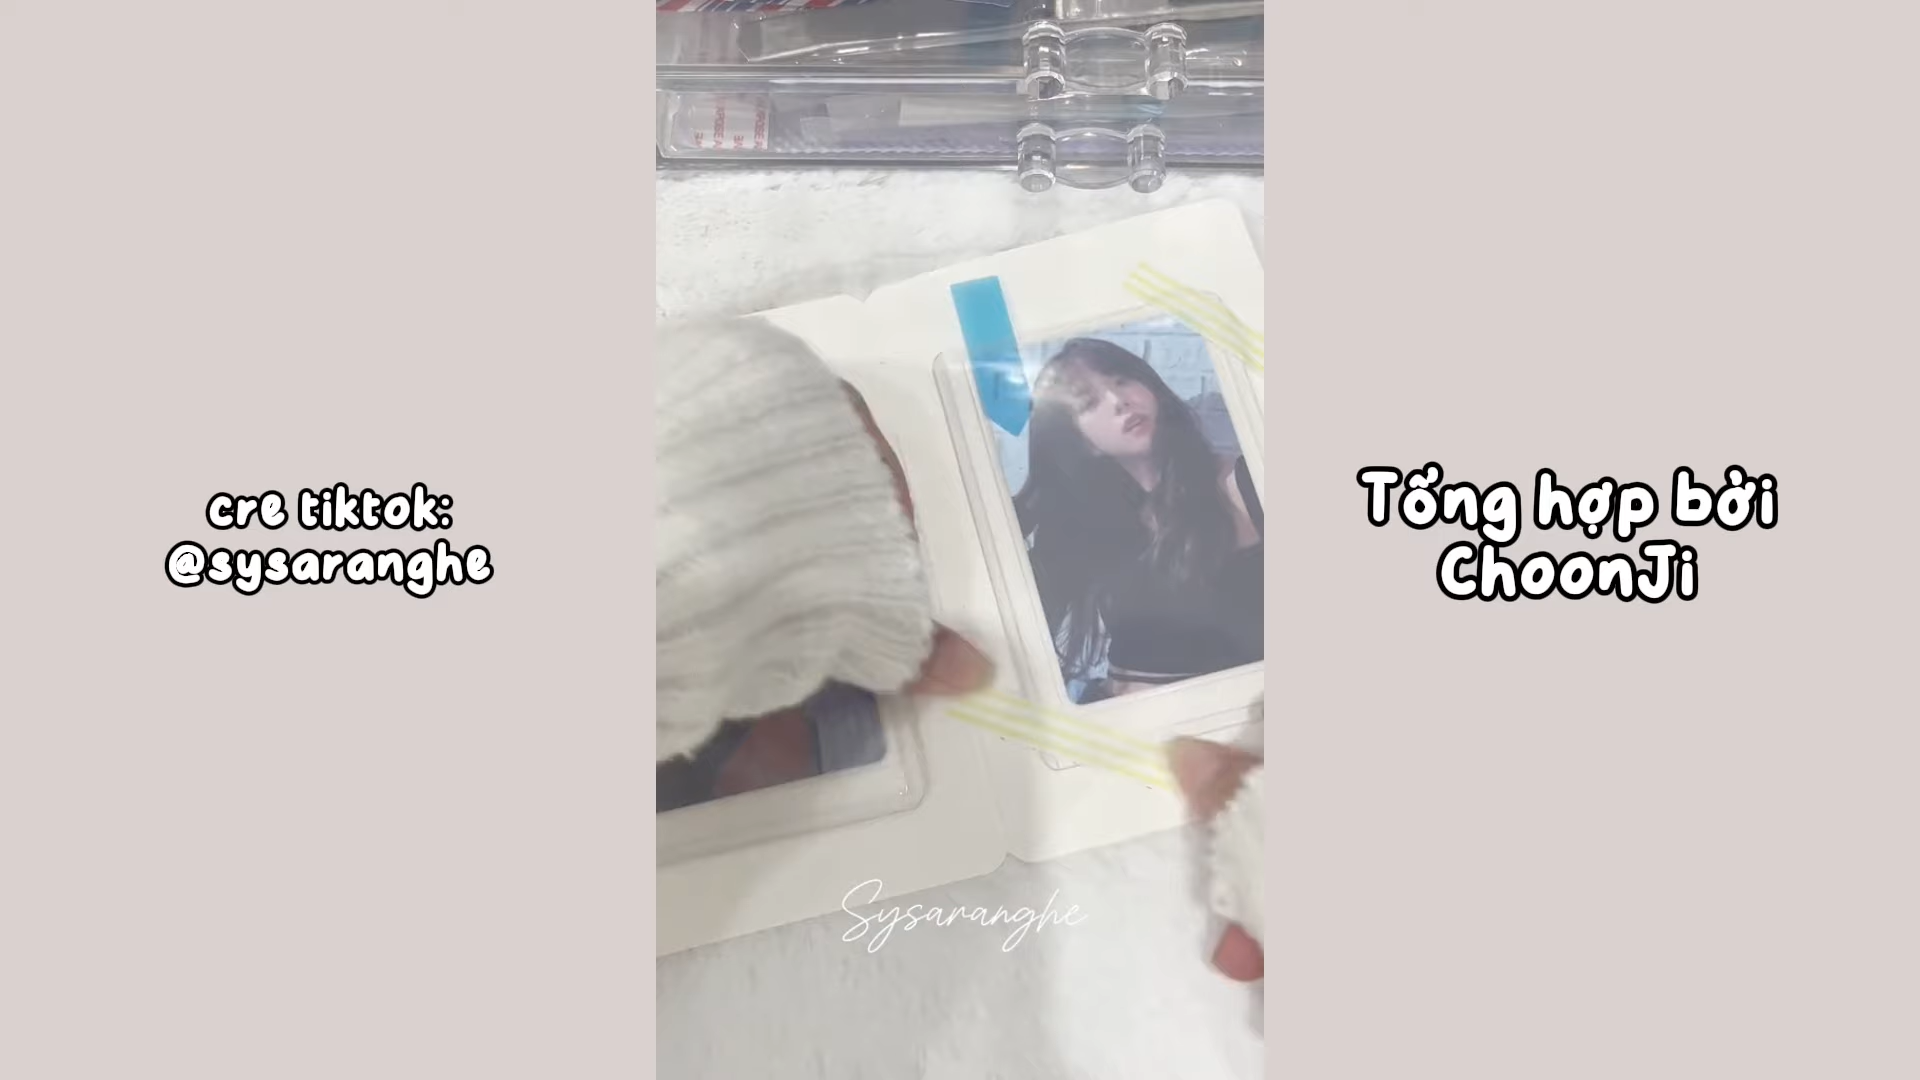 cre tiktok:
@sysaranghe
Tổng hợp bởi
ChoonJi
Sysaranghe